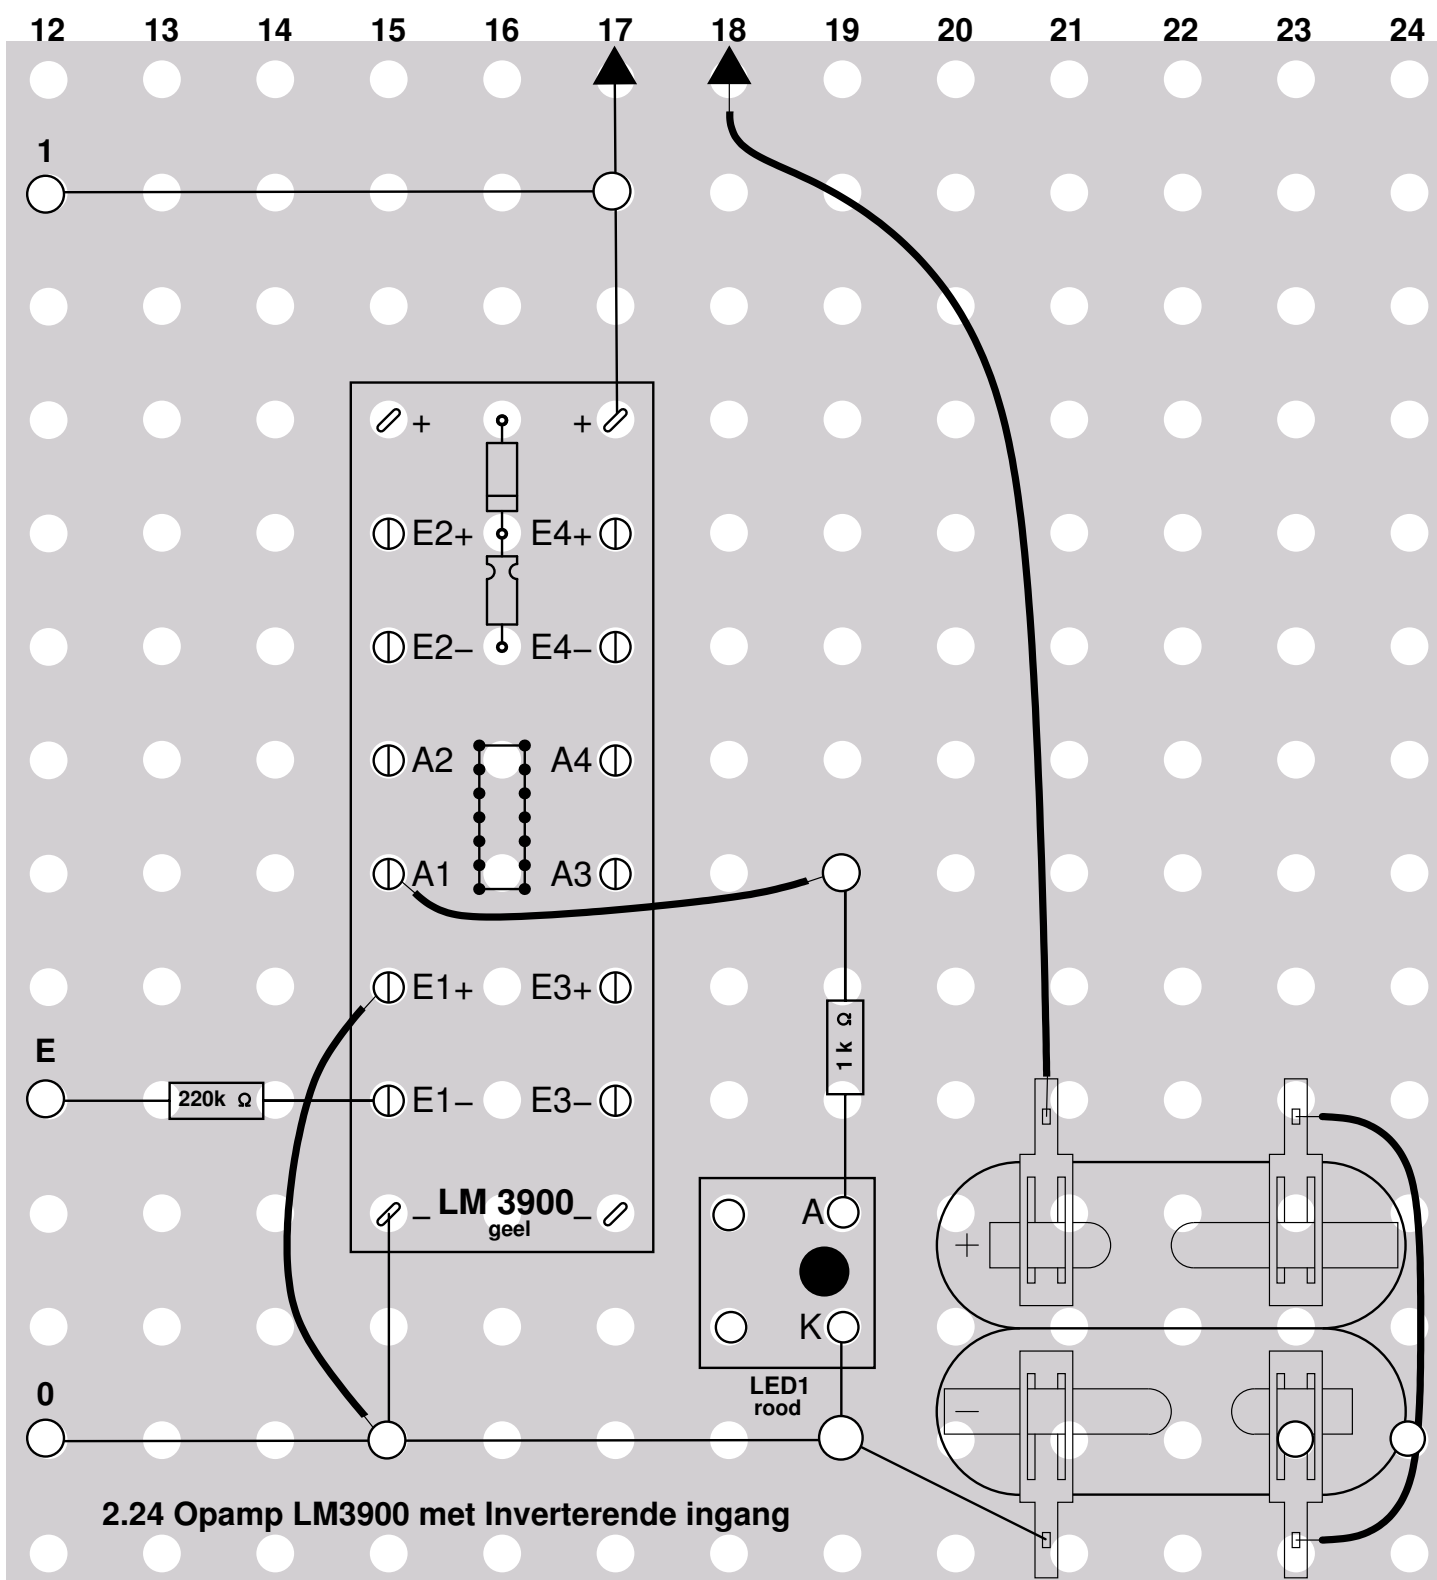 12 13 14 15 16 17 18 19 20 21 22 23 24
1
+ +
E2+ E4+
E2– E4–
A2 A4
A1 A3
E1+ E3+
1 k Ω
E
220k Ω
E1– E3–
– LM 3900 –
geel
A
+
K
LED1
rood
–
0
2.24 Opamp LM3900 met Inverterende ingang